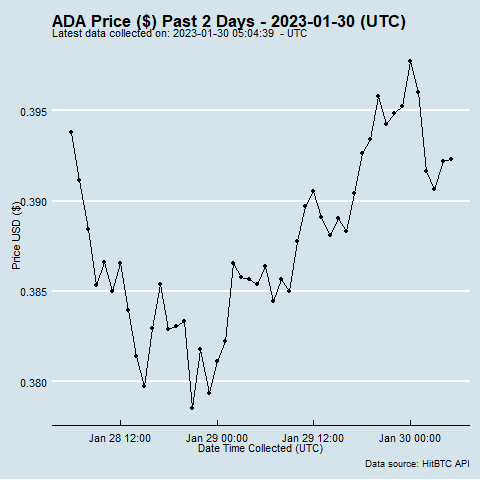 ADA Price ($) Past 2 Days - 2023-01-30 (UTC)
Latest data collected on: 2023-01-30 05:04:39 - UTC
0.395
0.390
0.385
0.380
Price USD ($)
Jan 28 12:00
Jan 29 00:00
Jan 29 12:00
Jan 30 00:00
Date Time Collected (UTC)
Data source: HitBTC API